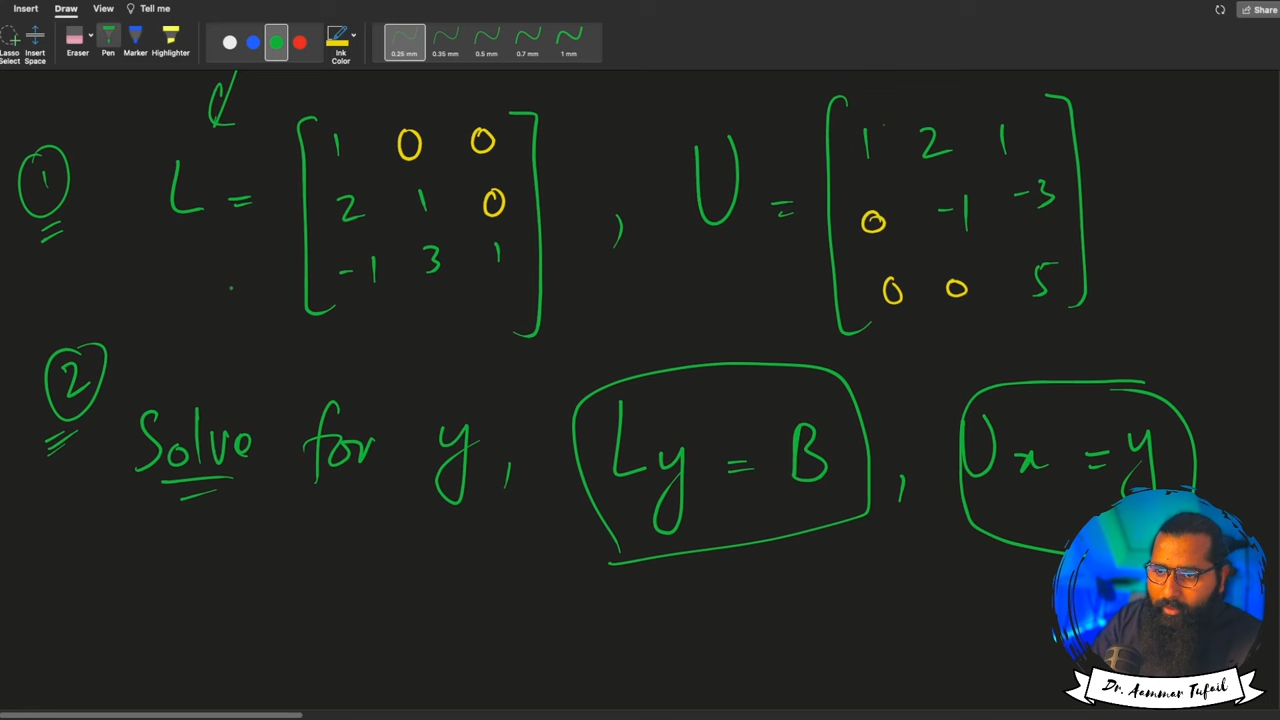 Insert Draw View Tell me
Share
Lasso Select
Insert Space
Eraser
Pen
Marker
Highlighter
Ink Color
0.25 mm
0.35 mm
0.5 mm
0.7 mm
1 mm
1 L = [ 1 0 0 , U = [ 1 2 1
2 1 0 0 -1 -3
-1 3 1 ] 0 0 5 ]
2 Solve for y, Ly = B , Ux = y
Dr. Aammar Tufail